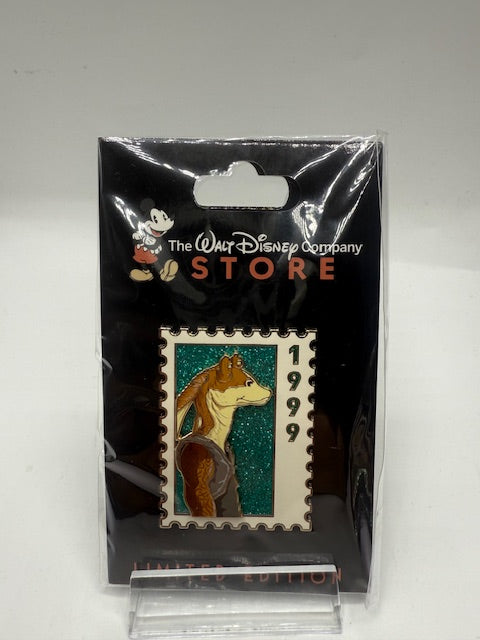 The WALT DISNEY Company
STORE
1999
LIMITED EDITION